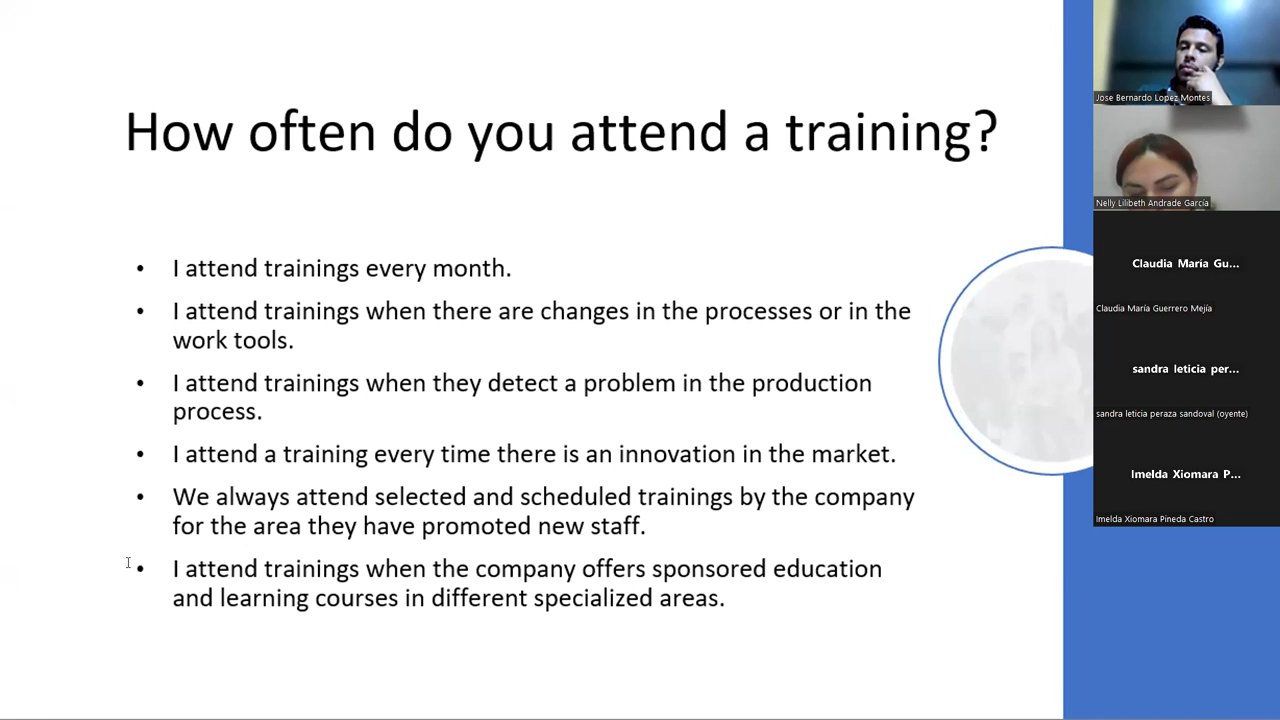 How often do you attend a training?
• I attend trainings every month.
• I attend trainings when there are changes in the processes or in the
work tools.
• I attend trainings when they detect a problem in the production
process.
• I attend a training every time there is an innovation in the market.
• We always attend selected and scheduled trainings by the company
for the area they have promoted new staff.
• I attend trainings when the company offers sponsored education
and learning courses in different specialized areas.
Jose Bernardo Lopez Montes
Nelly Lilibeth Andrade García
Claudia María Gu...
Claudia María Guerrero Mejía
sandra leticia per...
sandra leticia peraza sandoval (oyente)
Imelda Xiomara P...
Imelda Xiomara Pineda Castro